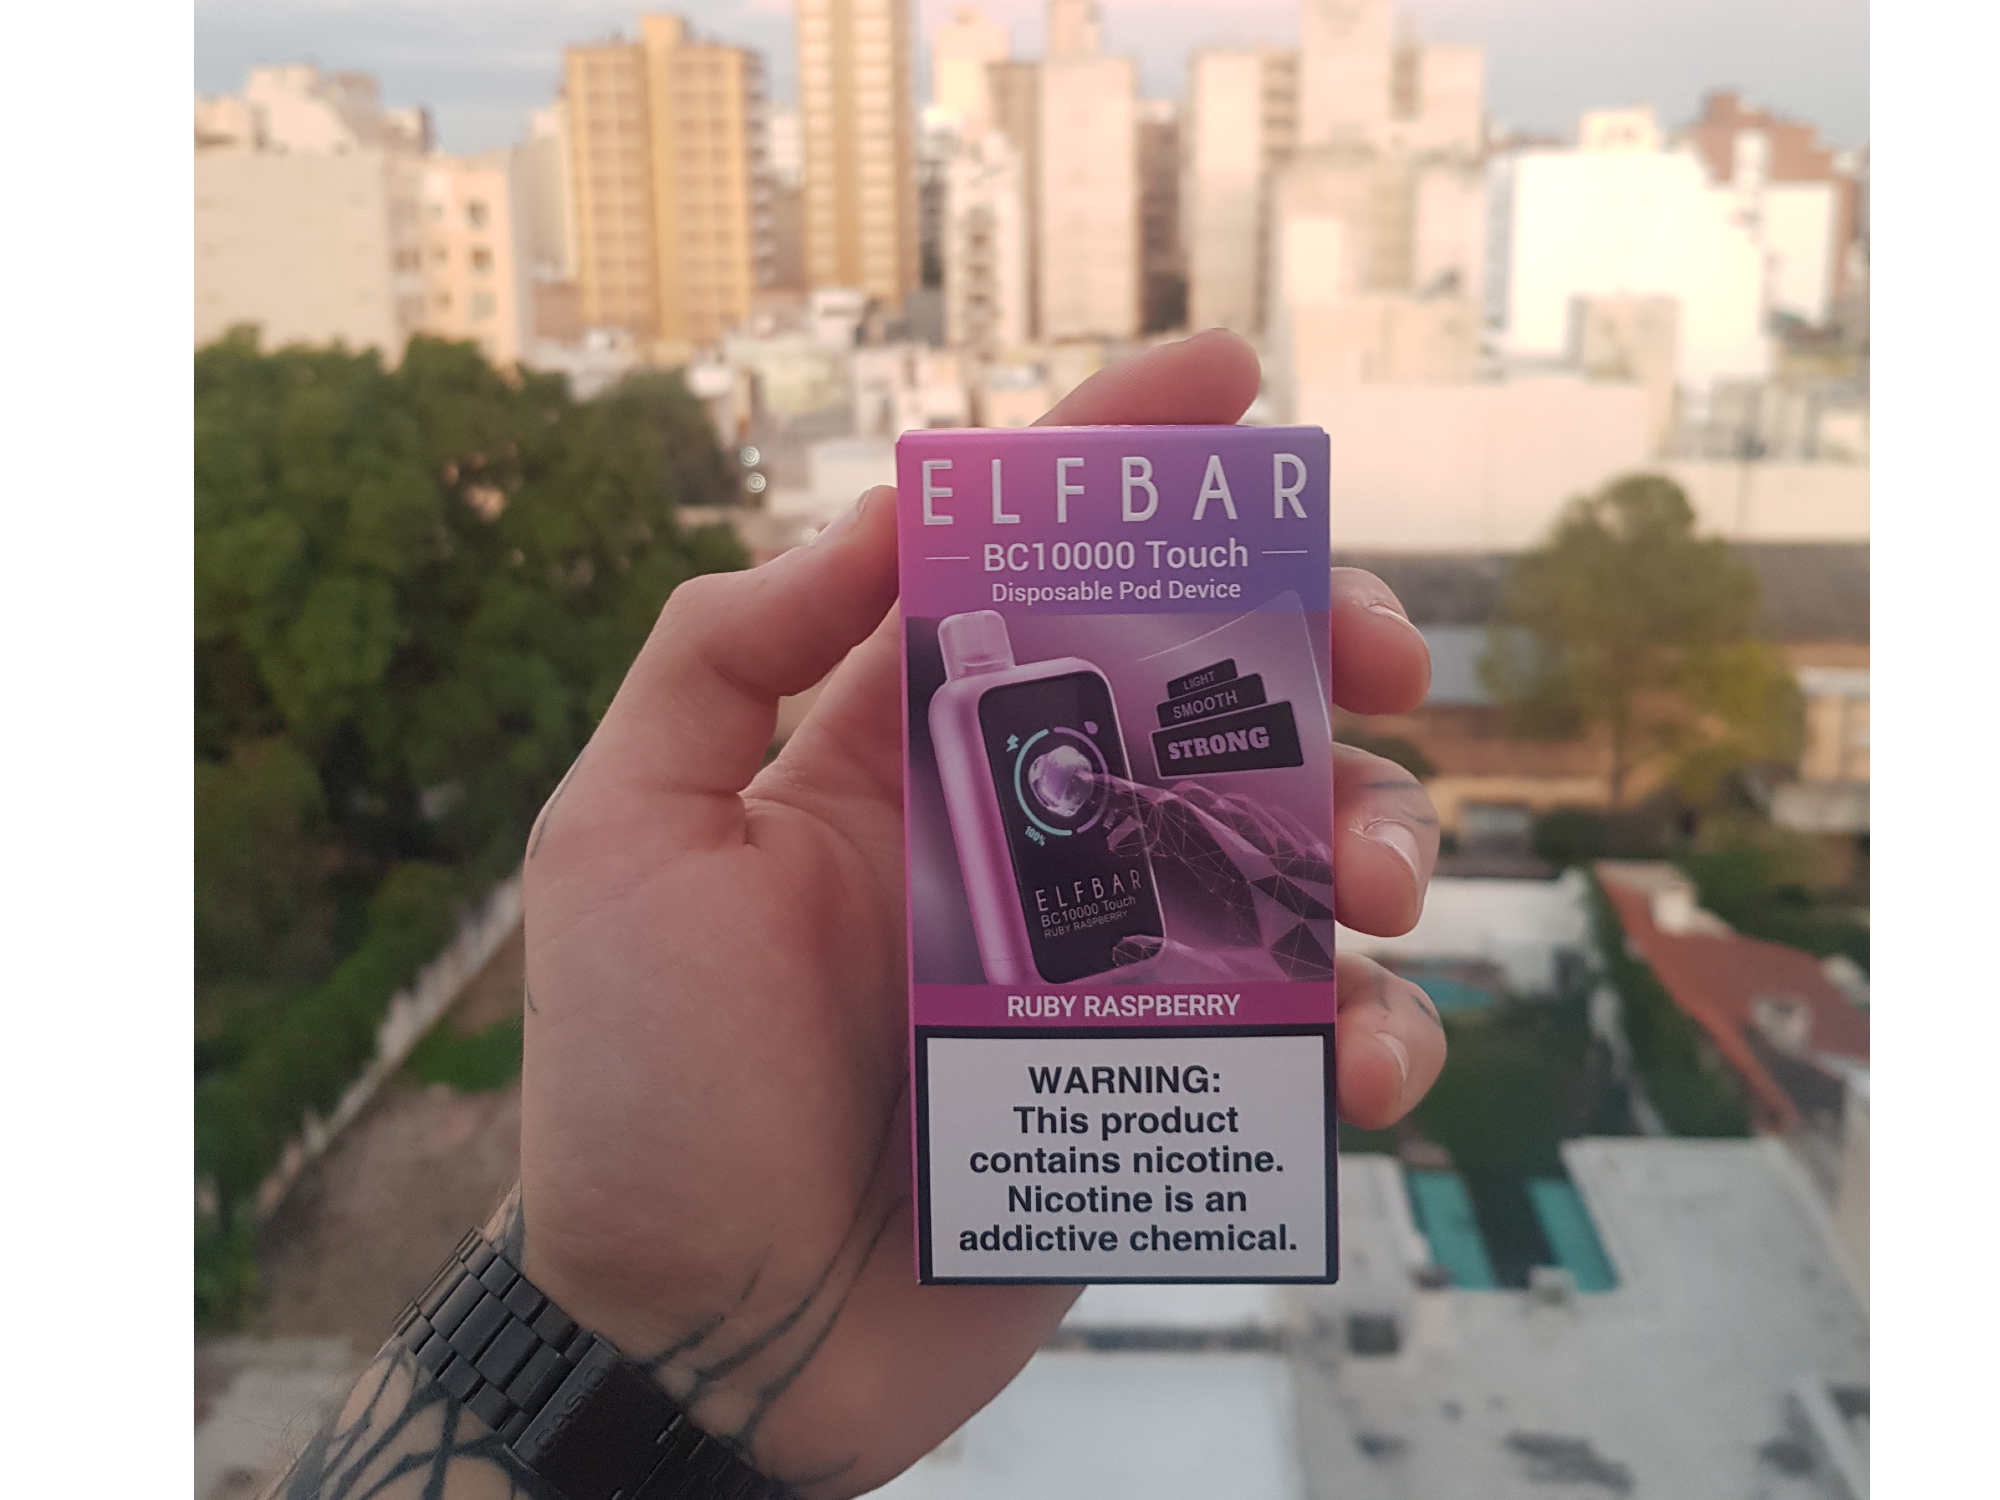 ELFBAR
BC10000 Touch
Disposable Pod Device
LIGHT
SMOOTH
STRONG
100%
ELFBAR
BC10000 Touch
RUBY RASPBERRY
RUBY RASPBERRY
WARNING:
This product
contains nicotine.
Nicotine is an
addictive chemical.
CASIO